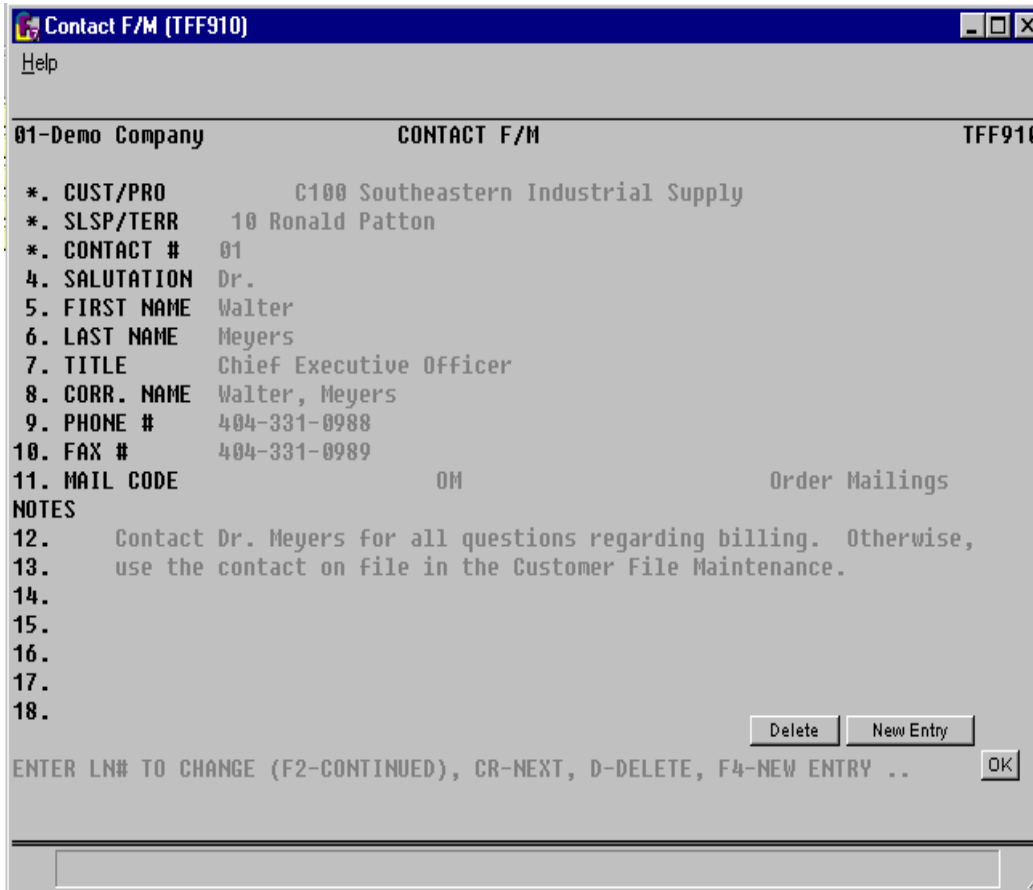 Contact F/M (TFF910)
Help
01-Demo Company CONTACT F/M TFF910
*. CUST/PRO C100 Southeastern Industrial Supply
*. SLSP/TERR 10 Ronald Patton
*. CONTACT # 01
4. SALUTATION Dr.
5. FIRST NAME Walter
6. LAST NAME Meyers
7. TITLE Chief Executive Officer
8. CORR. NAME Walter, Meyers
9. PHONE # 404-331-0988
10. FAX # 404-331-0989
11. MAIL CODE OM Order Mailings
NOTES
12. Contact Dr. Meyers for all questions regarding billing. Otherwise,
13. use the contact on file in the Customer File Maintenance.
14.
15.
16.
17.
18.
Delete New Entry
ENTER LN# TO CHANGE (F2-CONTINUED), CR-NEXT, D-DELETE, F4-NEW ENTRY .. OK